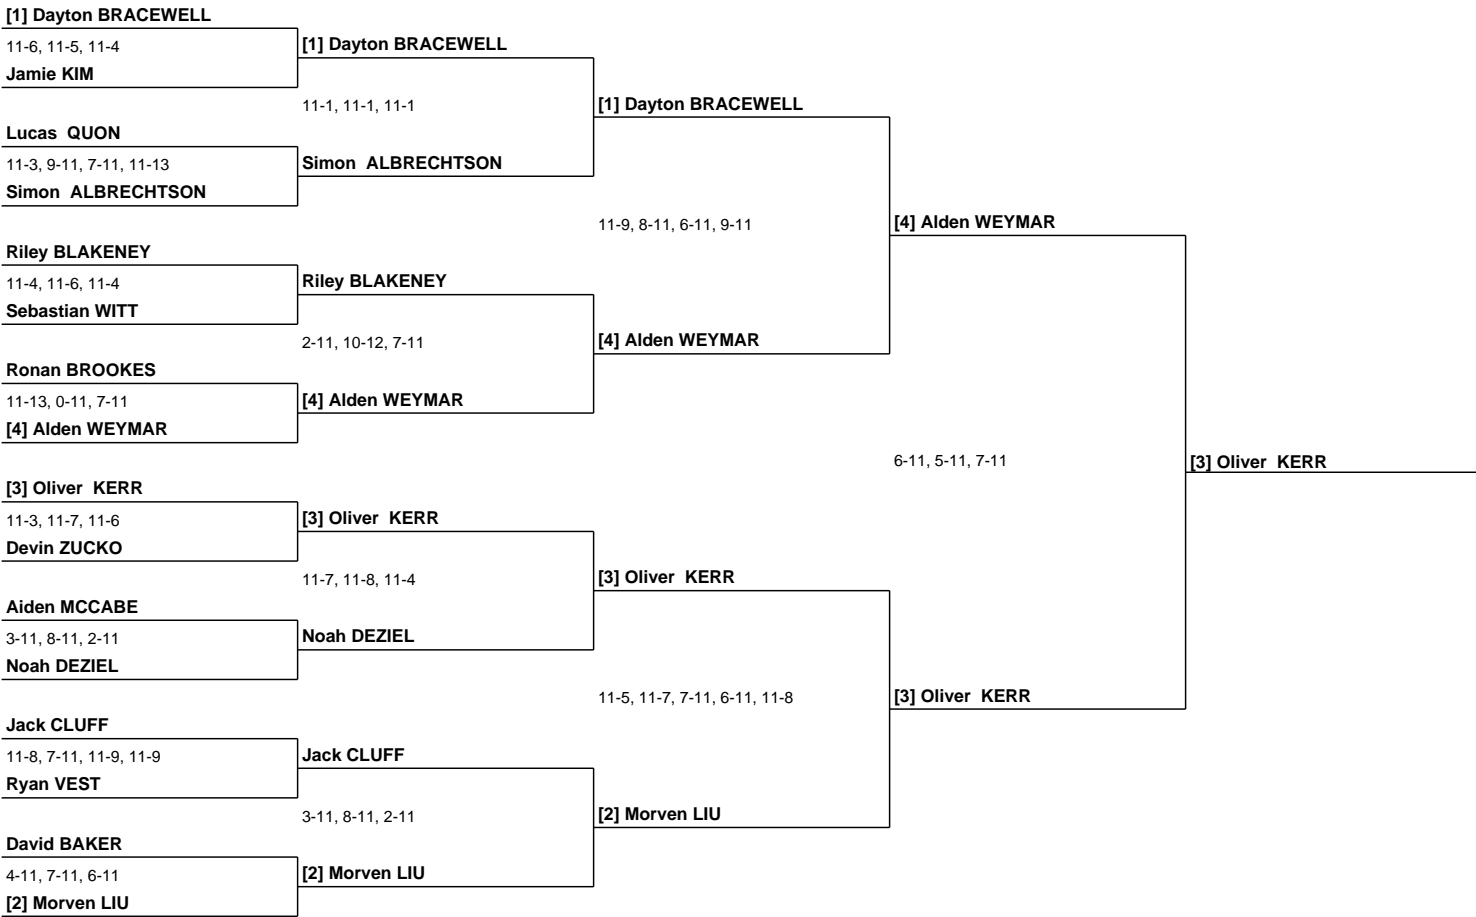 [1] Dayton BRACEWELL
11-6, 11-5, 11-4
Jamie KIM
Lucas  QUON
11-3, 9-11, 7-11, 11-13
Simon  ALBRECHTSON
Riley BLAKENEY
11-4, 11-6, 11-4
Sebastian WITT
Ronan BROOKES
11-13, 0-11, 7-11
[4] Alden WEYMAR
[3] Oliver  KERR
11-3, 11-7, 11-6
Devin ZUCKO
Aiden MCCABE
3-11, 8-11, 2-11
Noah DEZIEL
Jack CLUFF
11-8, 7-11, 11-9, 11-9
Ryan VEST
David BAKER
4-11, 7-11, 6-11
[2] Morven LIU
[1] Dayton BRACEWELL
11-1, 11-1, 11-1
Simon  ALBRECHTSON
Riley BLAKENEY
2-11, 10-12, 7-11
[4] Alden WEYMAR
[3] Oliver  KERR
11-7, 11-8, 11-4
Noah DEZIEL
Jack CLUFF
3-11, 8-11, 2-11
[2] Morven LIU
[1] Dayton BRACEWELL
11-9, 8-11, 6-11, 9-11
[4] Alden WEYMAR
[3] Oliver  KERR
11-5, 11-7, 7-11, 6-11, 11-8
[2] Morven LIU
[4] Alden WEYMAR
6-11, 5-11, 7-11
[3] Oliver  KERR
[3] Oliver  KERR